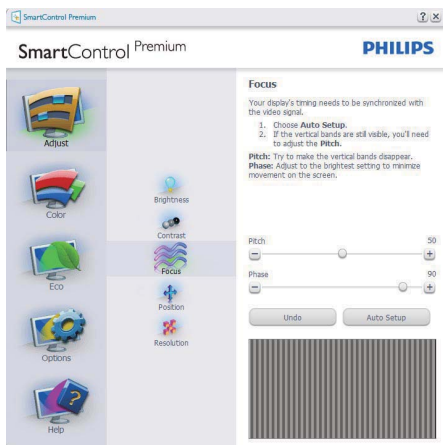 SmartControl Premium
SmartControl Premium
PHILIPS
Adjust
Color
Eco
Options
Help
Brightness
Contrast
Focus
Position
Resolution
Focus
Your display's timing needs to be synchronized with
the video signal.
1. Choose Auto Setup.
2. If the vertical bands are still visible, you'll need
to adjust the Pitch.
Pitch: Try to make the vertical bands disappear.
Phase: Adjust to the brightest setting to minimize
movement on the screen.
Pitch 50
Phase 90
Undo Auto Setup